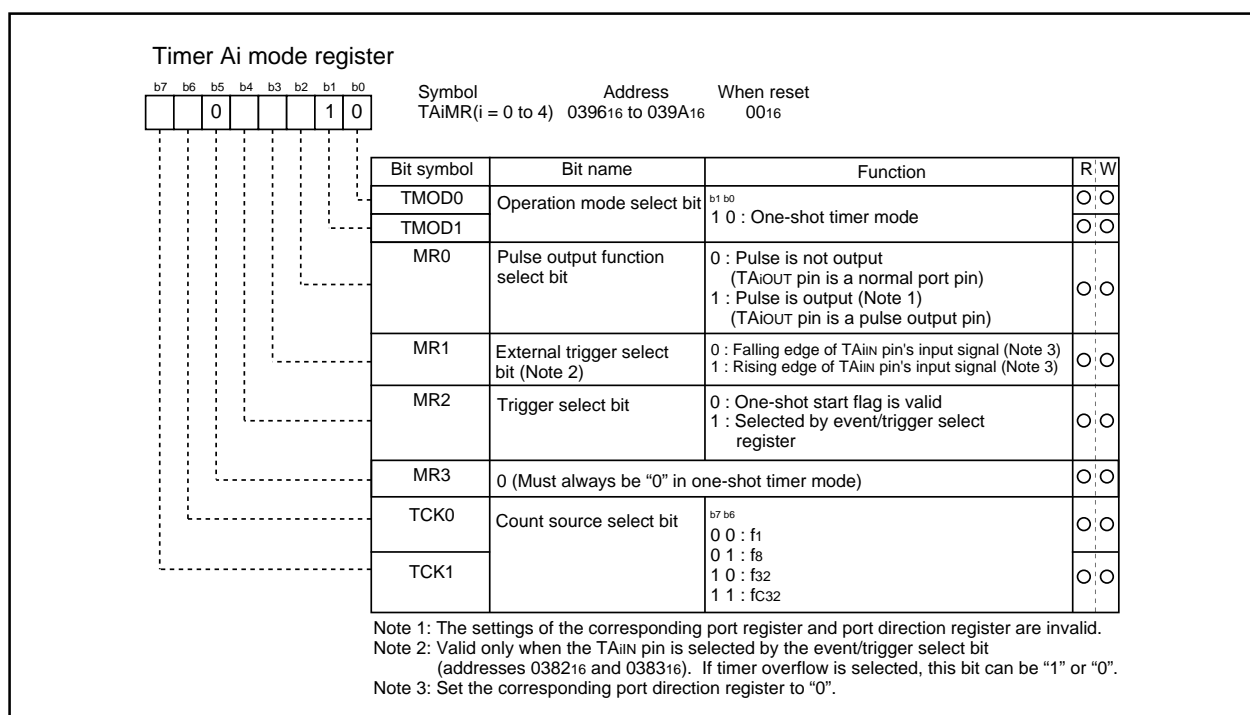 Timer Ai mode register
b7 b6 b5 b4 b3 b2 b1 b0
0 1 0
Symbol Address When reset
TAiMR(i = 0 to 4) 039616 to 039A16 0016
Bit symbol Bit name Function R W
TMOD0 Operation mode select bit b1 b0
1 0 : One-shot timer mode
TMOD1
MR0 Pulse output function select bit 0 : Pulse is not output
(TAiOUT pin is a normal port pin)
1 : Pulse is output (Note 1)
(TAiOUT pin is a pulse output pin)
MR1 External trigger select bit (Note 2) 0 : Falling edge of TAiIN pin's input signal (Note 3)
1 : Rising edge of TAiIN pin's input signal (Note 3)
MR2 Trigger select bit 0 : One-shot start flag is valid
1 : Selected by event/trigger select
register
MR3 0 (Must always be “0” in one-shot timer mode)
TCK0 Count source select bit b7 b6
0 0 : f1
0 1 : f8
TCK1 1 0 : f32
1 1 : fC32
Note 1: The settings of the corresponding port register and port direction register are invalid.
Note 2: Valid only when the TAiIN pin is selected by the event/trigger select bit
(addresses 038216 and 038316). If timer overflow is selected, this bit can be “1” or “0”.
Note 3: Set the corresponding port direction register to “0”.